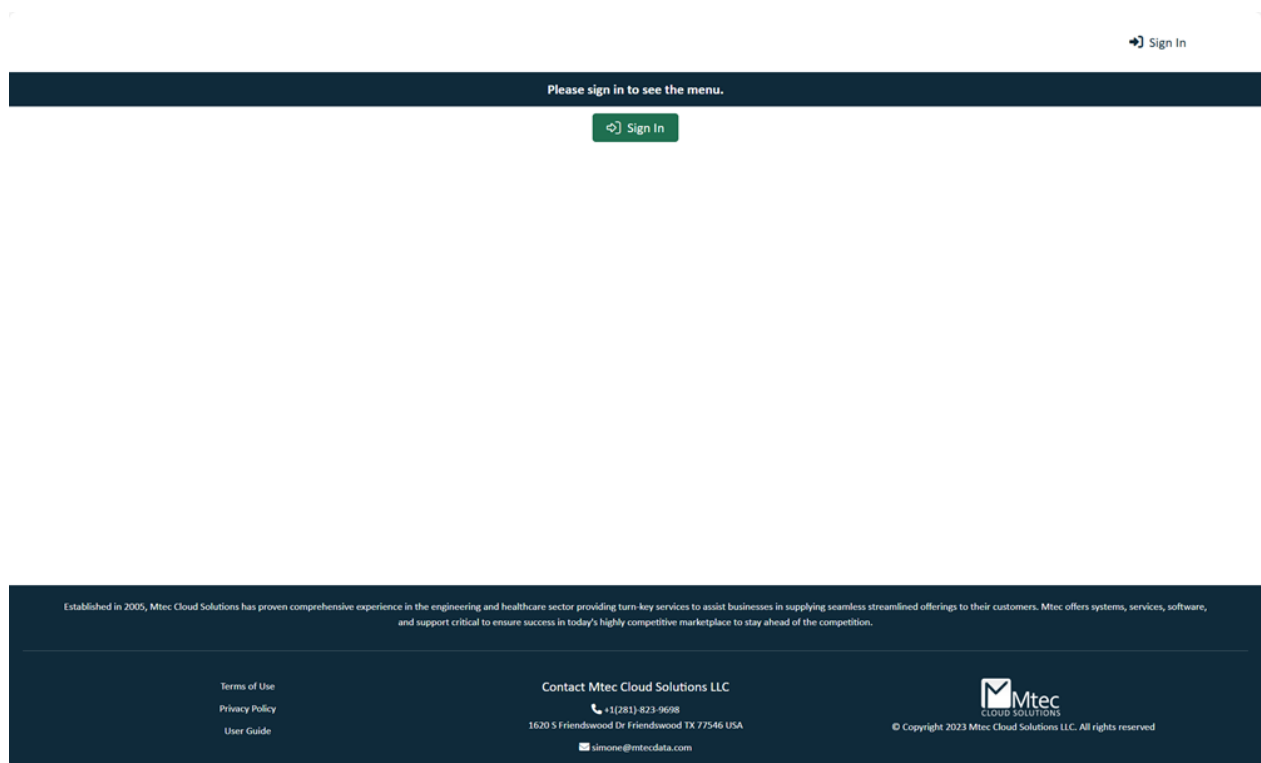 Sign In
Please sign in to see the menu.
Sign In
Established in 2005, Mtec Cloud Solutions has proven comprehensive experience in the engineering and healthcare sector providing turn-key services to assist businesses in supplying seamless streamlined offerings to their customers. Mtec offers systems, services, software,
and support critical to ensure success in today's highly competitive marketplace to stay ahead of the competition.
Terms of Use
Privacy Policy
User Guide
Contact Mtec Cloud Solutions LLC
+1(281)-823-9698
1620 S Friendswood Dr Friendswood TX 77546 USA
simone@mtecdata.com
Mtec
CLOUD SOLUTIONS
© Copyright 2023 Mtec Cloud Solutions LLC. All rights reserved